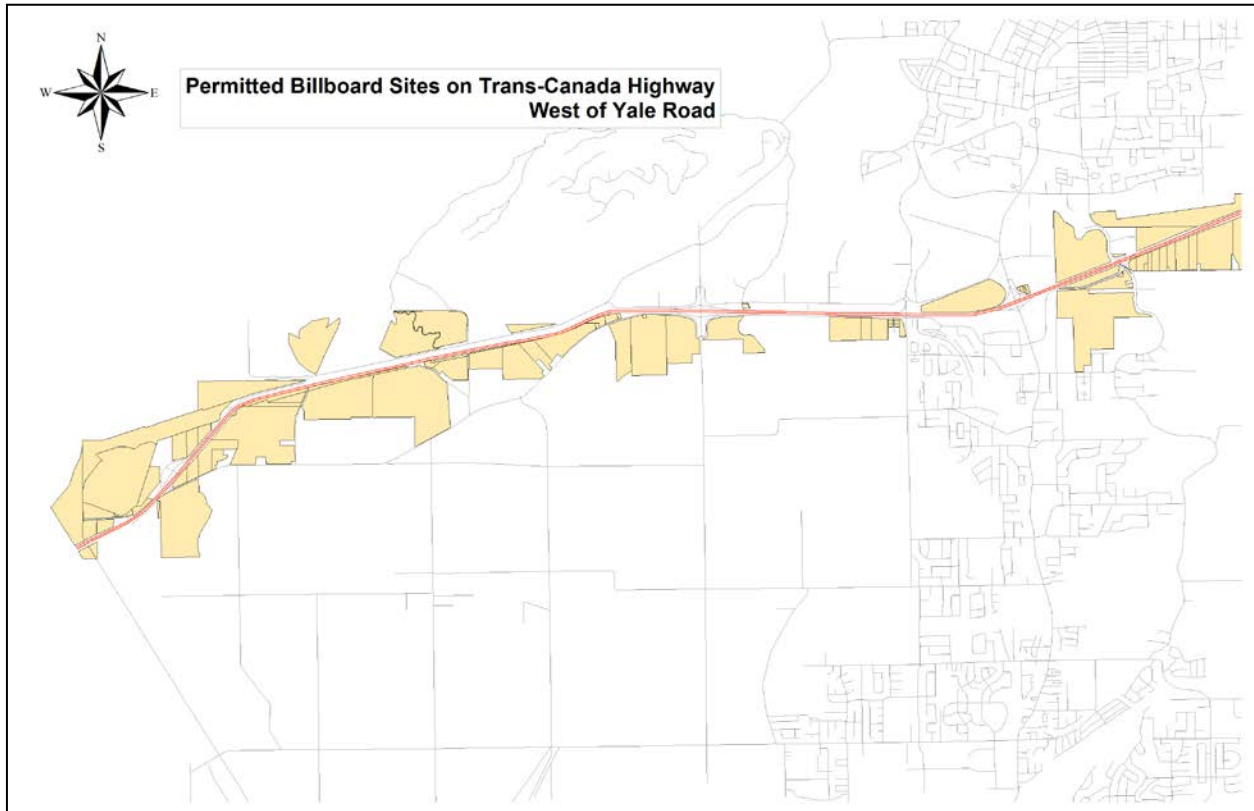 N
W E
S
Permitted Billboard Sites on Trans-Canada Highway
West of Yale Road